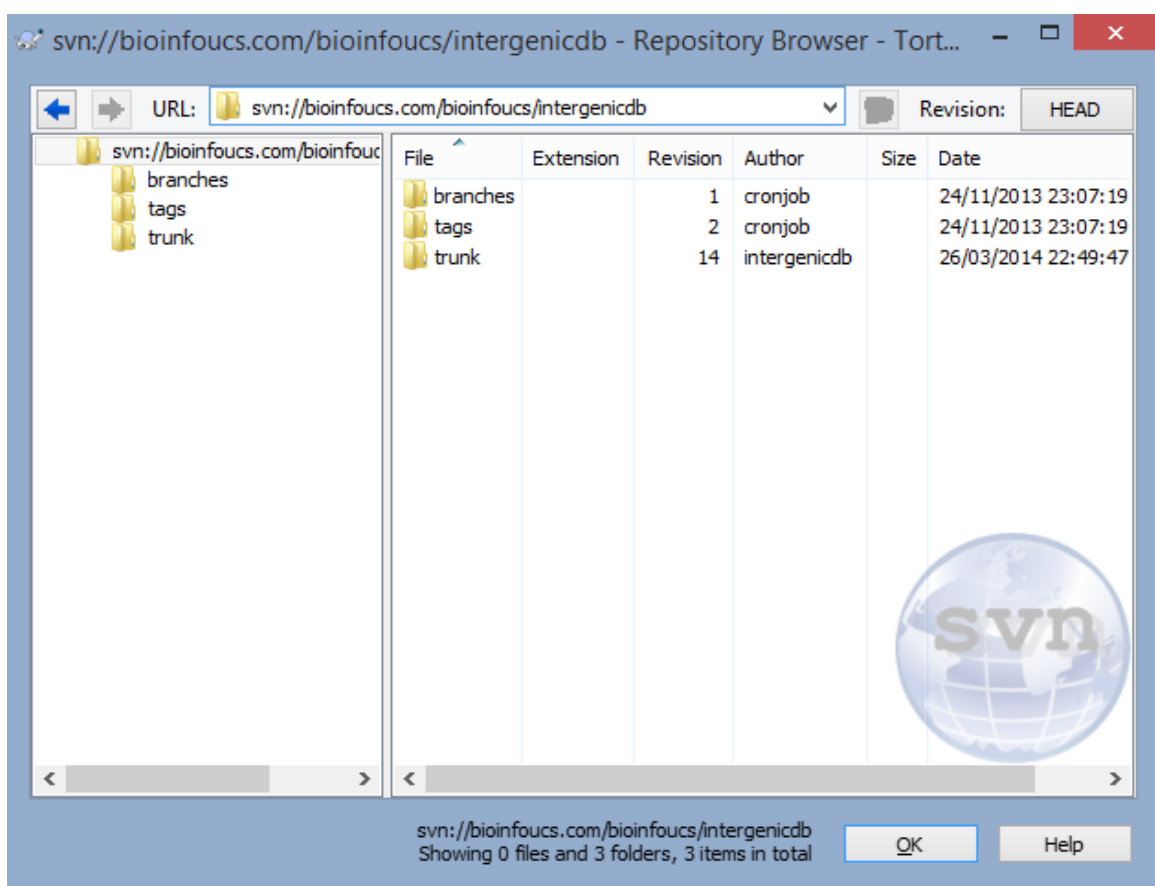 svn://bioinfoucs.com/bioinfoucs/intergenicdb - Repository Browser - Tort...
URL: svn://bioinfoucs.com/bioinfoucs/intergenicdb Revision: HEAD
svn://bioinfoucs.com/bioinfouc
branches
tags
trunk
File Extension Revision Author Size Date
branches 1 cronjob 24/11/2013 23:07:19
tags 2 cronjob 24/11/2013 23:07:19
trunk 14 intergenicdb 26/03/2014 22:49:47
svn
svn://bioinfoucs.com/bioinfoucs/intergenicdb
Showing 0 files and 3 folders, 3 items in total
OK Help